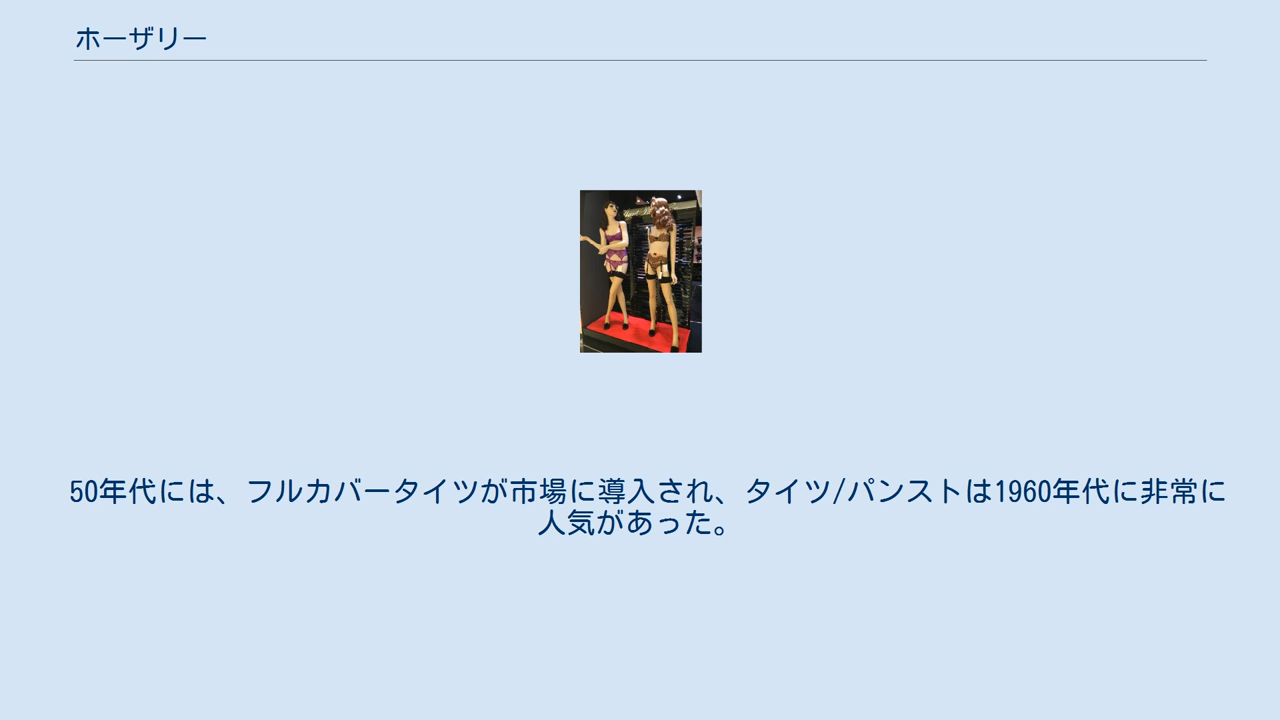 ホーザリー
50年代には、フルカバータイツが市場に導入され、タイツ/パンストは1960年代に非常に
人気があった。